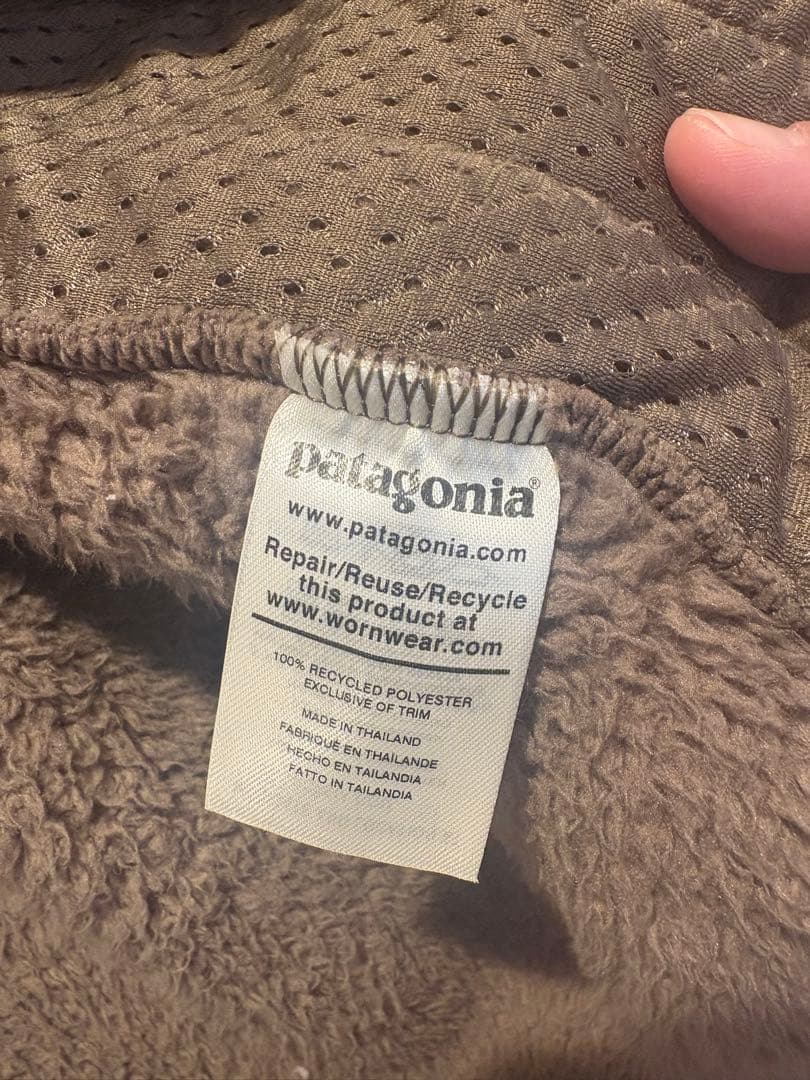 patagonia®
www.patagonia.com
Repair/Reuse/Recycle
this product at
www.wornwear.com
100% RECYCLED POLYESTER
EXCLUSIVE OF TRIM
MADE IN THAILAND
FABRIQUÉ EN THAÏLANDE
HECHO EN TAILANDIA
FATTO IN TAILANDIA